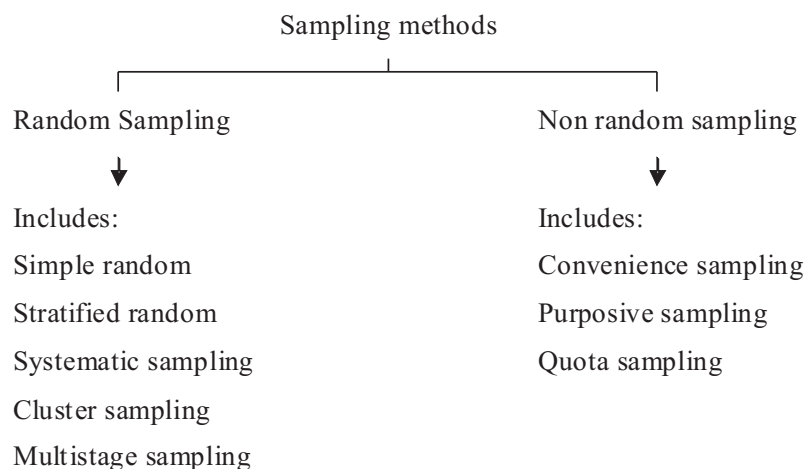 Sampling methods
Random Sampling
Includes:
Simple random
Stratified random
Systematic sampling
Cluster sampling
Multistage sampling
Non random sampling
Includes:
Convenience sampling
Purposive sampling
Quota sampling